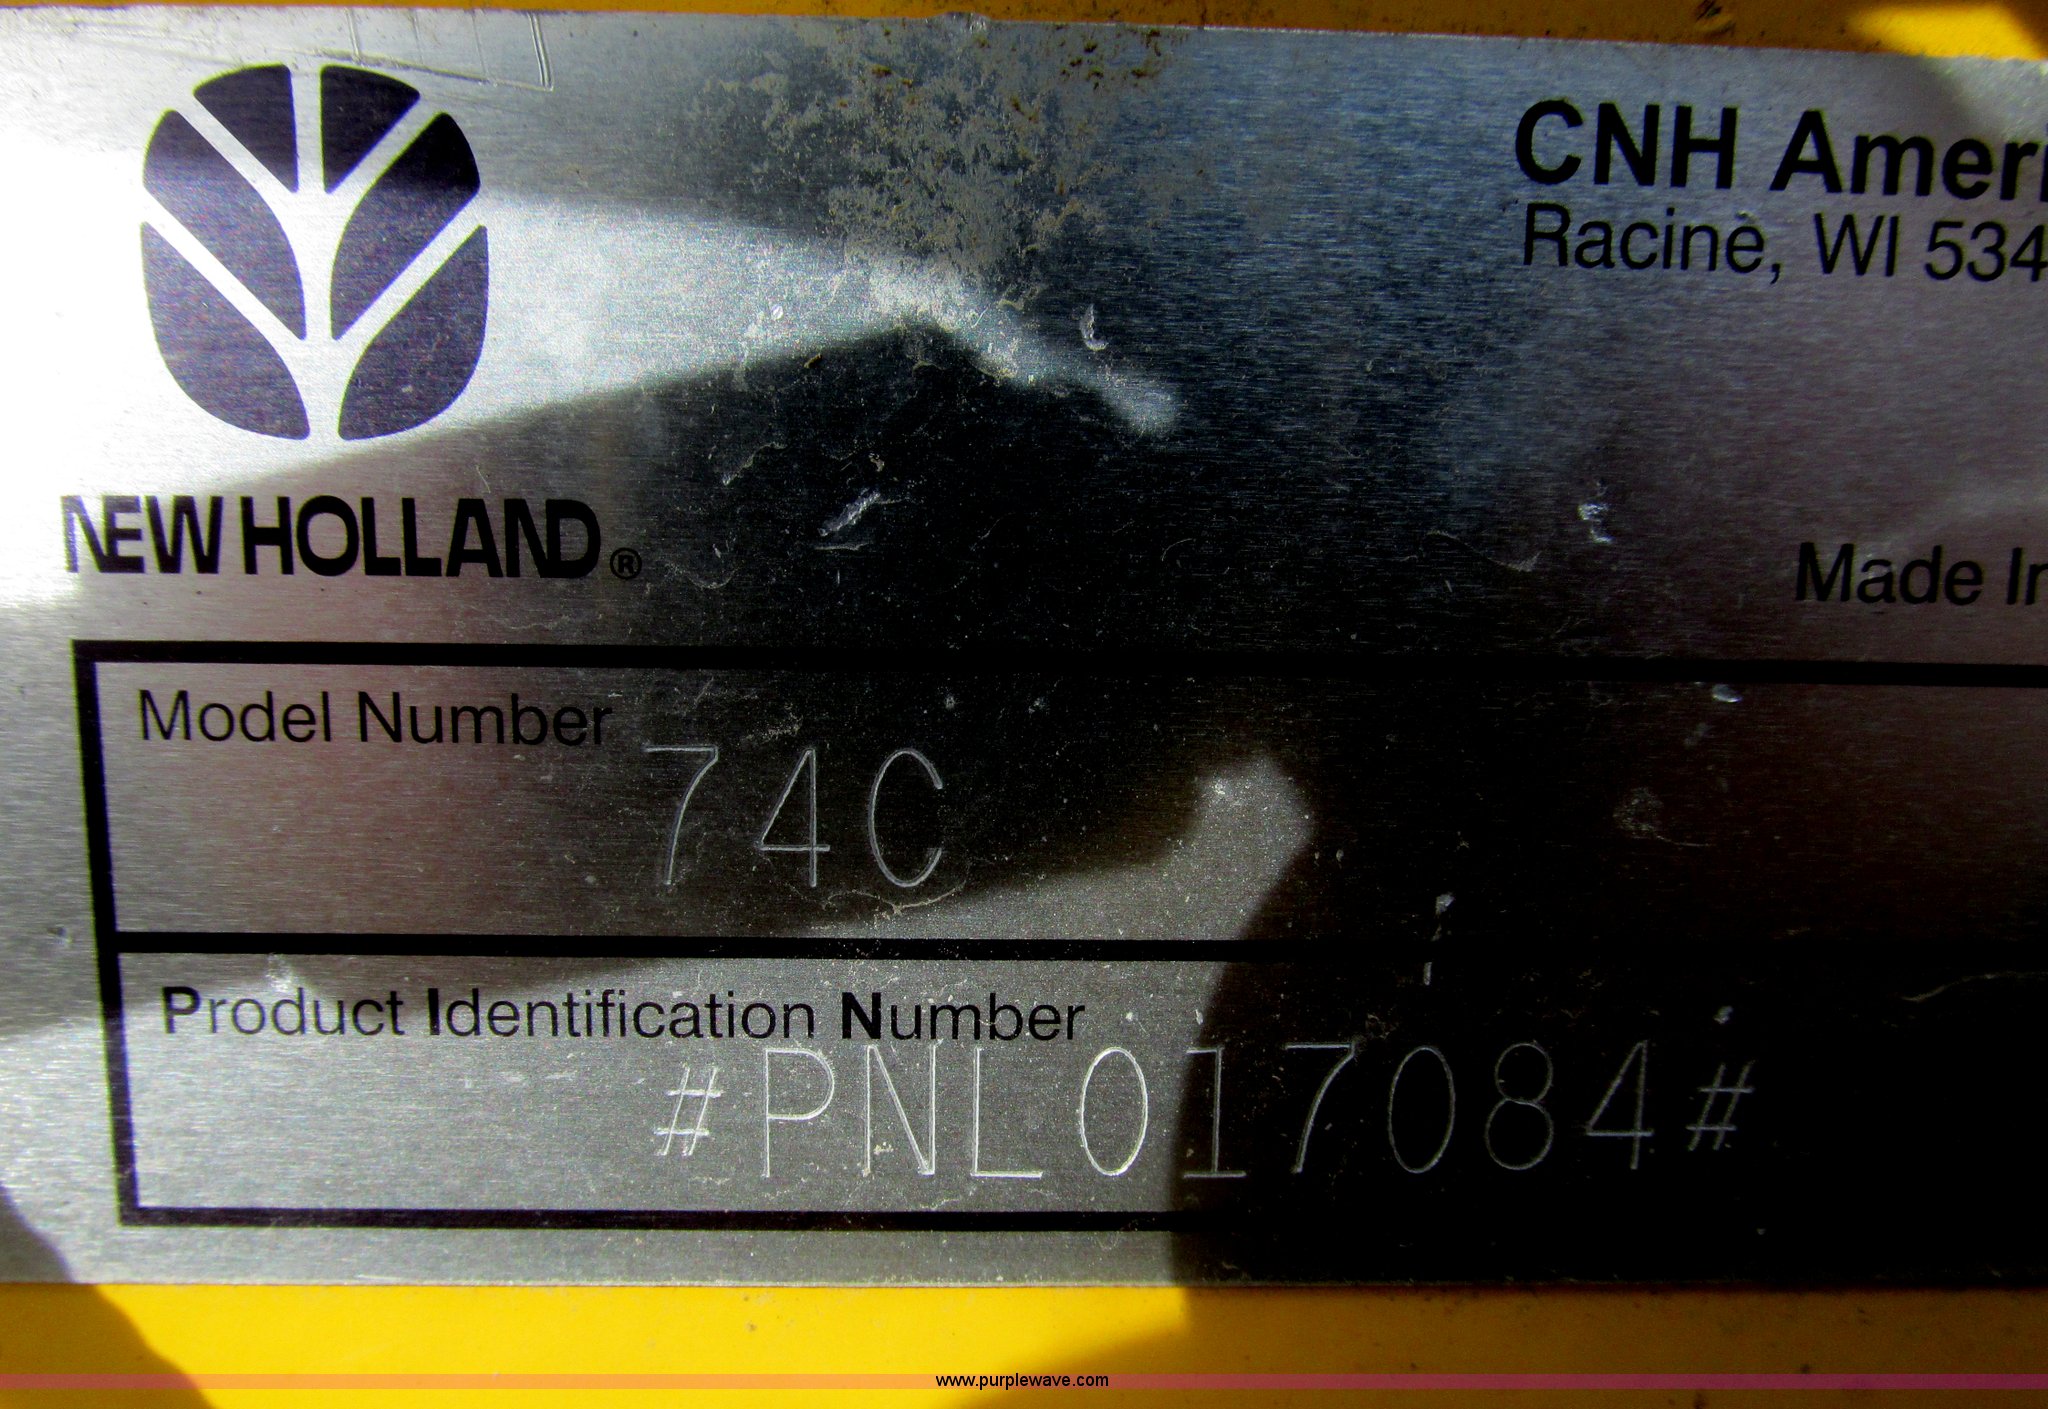 CNH Ameri
Racine, WI 534
NEW HOLLAND®
Made In
Model Number
74C
Product Identification Number
#PNL017084#
www.purplewave.com